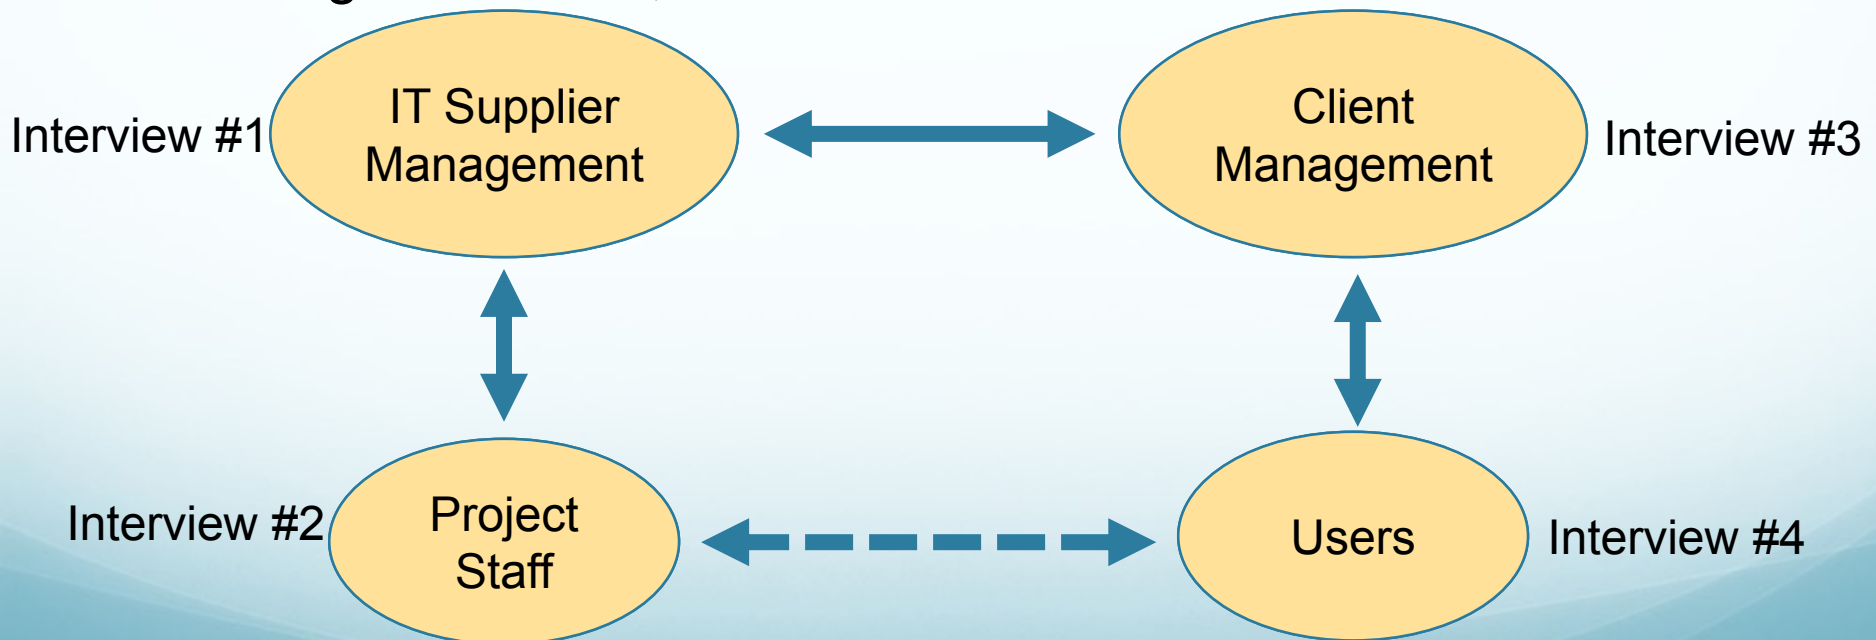 Interview #1
IT Supplier
Management
Client
Management
Interview #3
Interview #2
Project
Staff
Users
Interview #4